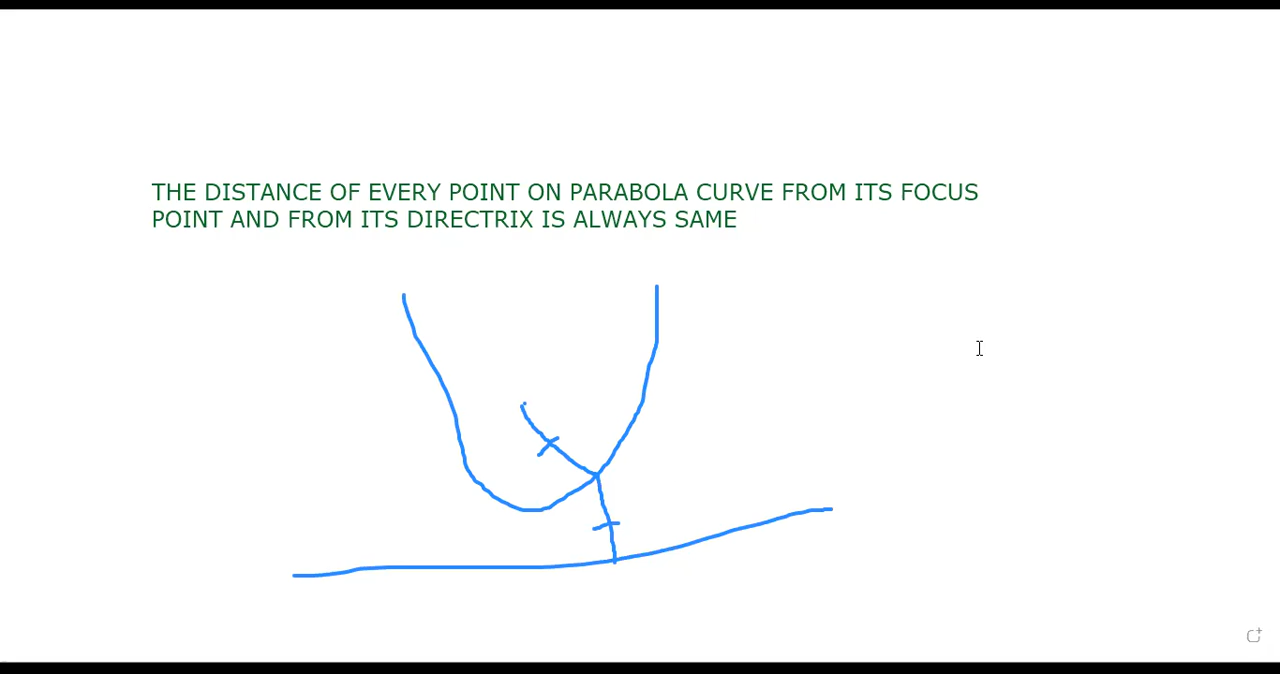 THE DISTANCE OF EVERY POINT ON PARABOLA CURVE FROM ITS FOCUS
POINT AND FROM ITS DIRECTRIX IS ALWAYS SAME